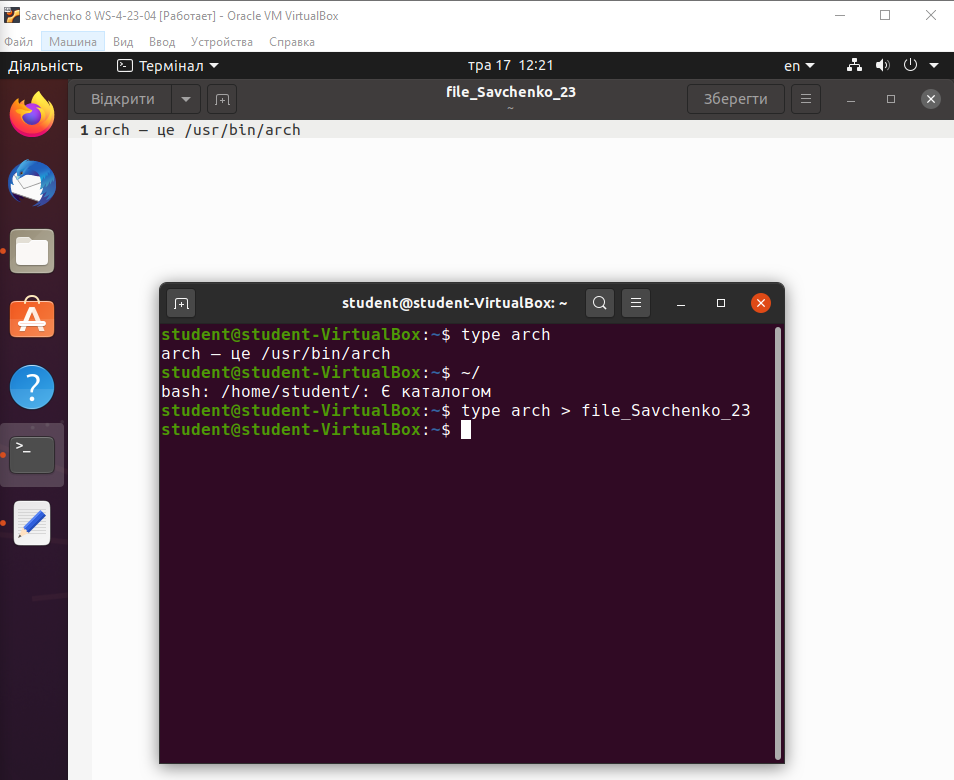 Savchenko 8 WS-4-23-04 [Работает] - Oracle VM VirtualBox
Файл Машина Вид Ввод Устройства Справка
Діяльність Термінал тра 17 12:21 en
Відкрити file_Savchenko_23 Зберегти
~
1 arch — це /usr/bin/arch
student@student-VirtualBox: ~
student@student-VirtualBox:~$ type arch
arch — це /usr/bin/arch
student@student-VirtualBox:~$ ~/
bash: /home/student/: Є каталогом
student@student-VirtualBox:~$ type arch > file_Savchenko_23
student@student-VirtualBox:~$